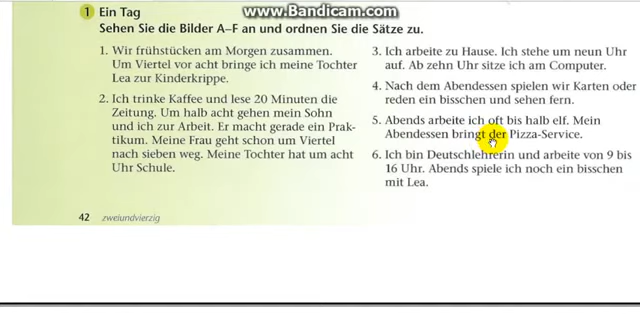 www.Bandicam.com
1 Ein Tag
Sehen Sie die Bilder A–F an und ordnen Sie die Sätze zu.
1. Wir frühstücken am Morgen zusammen.
Um Viertel vor acht bringe ich meine Tochter
Lea zur Kinderkrippe.
2. Ich trinke Kaffee und lese 20 Minuten die
Zeitung. Um halb acht gehen mein Sohn
und ich zur Arbeit. Er macht gerade ein Prak-
tikum. Meine Frau geht schon um Viertel
nach sieben weg. Meine Tochter hat um acht
Uhr Schule.
3. Ich arbeite zu Hause. Ich stehe um neun Uhr
auf. Ab zehn Uhr sitze ich am Computer.
4. Nach dem Abendessen spielen wir Karten oder
reden ein bisschen und sehen fern.
5. Abends arbeite ich oft bis halb elf. Mein
Abendessen bringt der Pizza-Service.
6. Ich bin Deutschlehrerin und arbeite von 9 bis
16 Uhr. Abends spiele ich noch ein bisschen
mit Lea.
42 zweiundvierzig